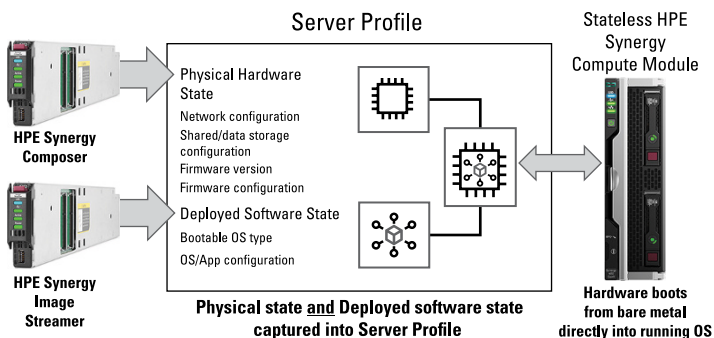 Server Profile
Stateless HPE
Synergy
Compute Module
Physical Hardware
State
Network configuration
Shared/data storage
configuration
Firmware version
Firmware configuration
HPE Synergy
Composer
Deployed Software State
Bootable OS type
OS/App configuration
HPE Synergy
Image
Streamer
Physical state and Deployed software state
captured into Server Profile
Hardware boots
from bare metal
directly into running OS